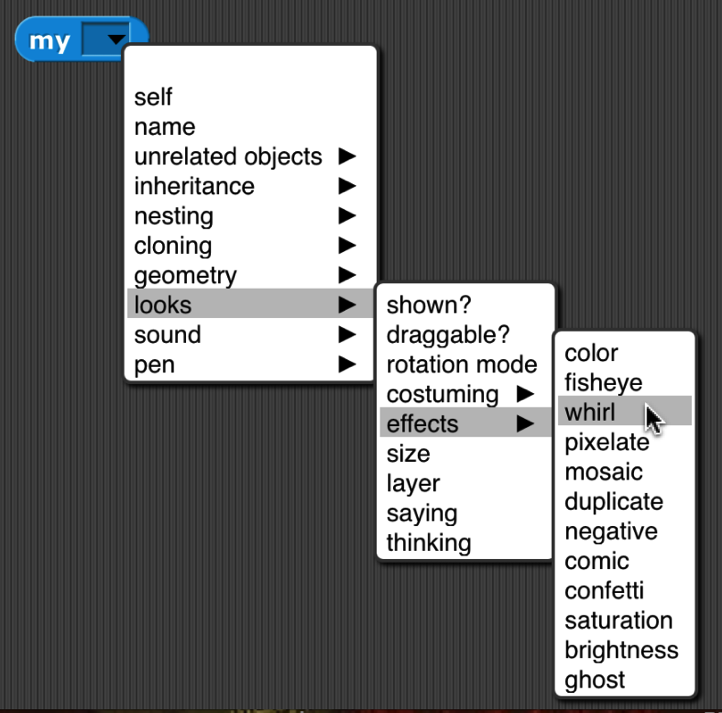 my
self
name
unrelated objects
inheritance
nesting
cloning
geometry
looks
sound
pen
shown?
draggable?
rotation mode
costuming
effects
size
layer
saying
thinking
color
fisheye
whirl
pixelate
mosaic
duplicate
negative
comic
confetti
saturation
brightness
ghost